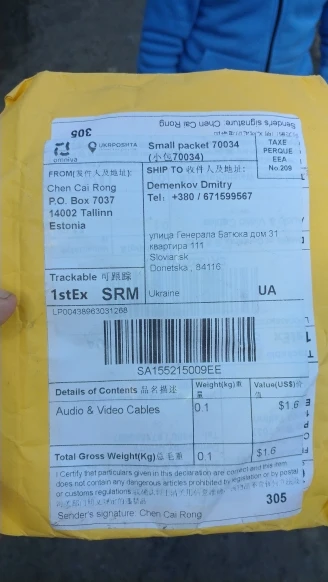 305
Sender's signature: Chen Cai Rong
omniva
UKRPOSHTA
Small packet 70034
(小包70034)
TAXE
PERQUE
EEA
No.209
FROM(发件人及地址):
Chen Cai Rong
P.O. Box 7037
14002 Tallinn
Estonia
SHIP TO 收件人及地址:
Demenkov Dmitry
Tel: +380 / 671599567
улица Генерала Батюка дом 31
квартира 111
Sloviansk
Donetska , 84116
Trackable 可跟踪
1stEx SRM
Ukraine
UA
LP00438963031268
SA155215009EE
Details of Contents 品名描述
Weight(kg)重量
Value(US$)价值
Audio & Video Cables
0.1
$1.6
Total Gross Weight(Kg)总毛重
0.1
$1.6
I Certify that particulars given in this declaration are correct and this item
does not contain any dangerous articles prohibited by legislation or by postal
or customs regulations
305
Sender's signature: Chen Cai Rong